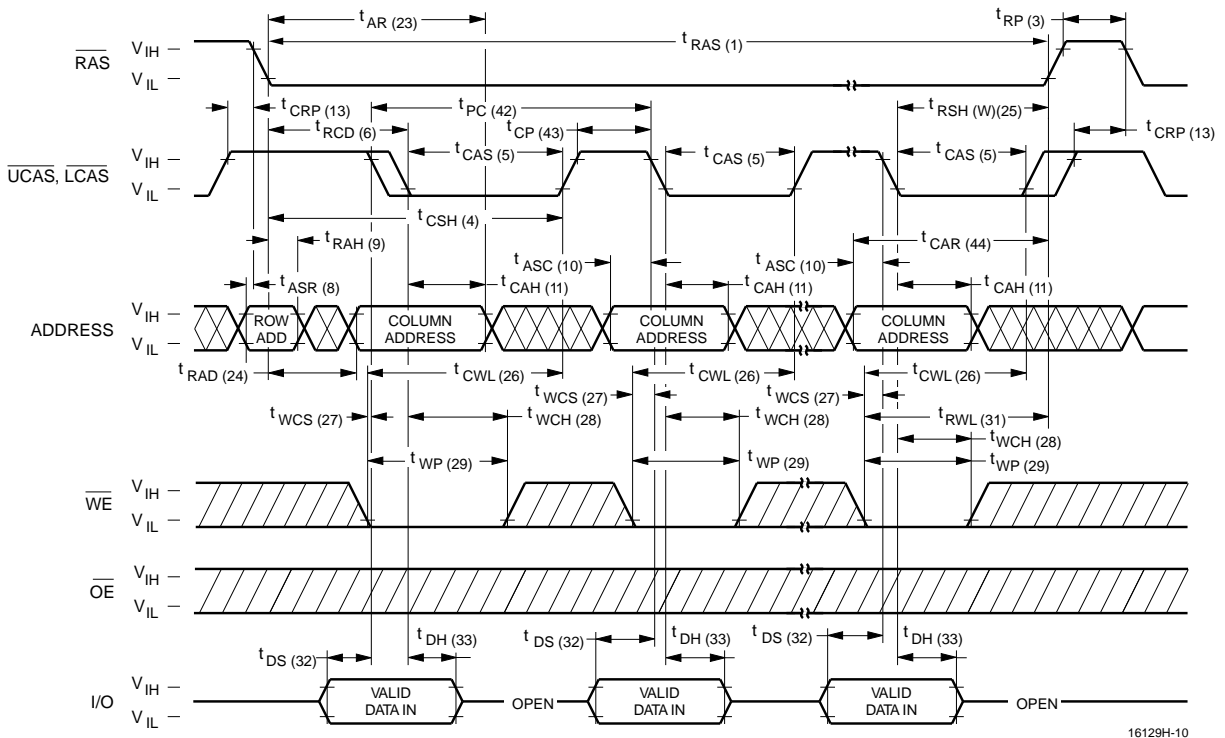 t AR (23)
t RP (3)
t RAS (1)
RAS
V IH
V IL
t CRP (13)
t PC (42)
t RSH (W)(25)
t RCD (6)
t CP (43)
t CRP (13)
UCAS, LCAS
V IH
V IL
t CAS (5)
t CAS (5)
t CAS (5)
t CSH (4)
t RAH (9)
t CAR (44)
t ASC (10)
t ASC (10)
t ASR (8)
t CAH (11)
t CAH (11)
t CAH (11)
ADDRESS
V IH
V IL
ROW ADD
COLUMN ADDRESS
COLUMN ADDRESS
COLUMN ADDRESS
t RAD (24)
t CWL (26)
t CWL (26)
t CWL (26)
t WCS (27)
t WCS (27)
t WCS (27)
t WCH (28)
t WCH (28)
t RWL (31)
t WCH (28)
t WP (29)
t WP (29)
t WP (29)
WE
V IH
V IL
OE
V IH
V IL
t DS (32)
t DH (33)
t DS (32)
t DH (33)
t DS (32)
t DH (33)
I/O
V IH
V IL
VALID DATA IN
OPEN
VALID DATA IN
VALID DATA IN
OPEN
16129H-10